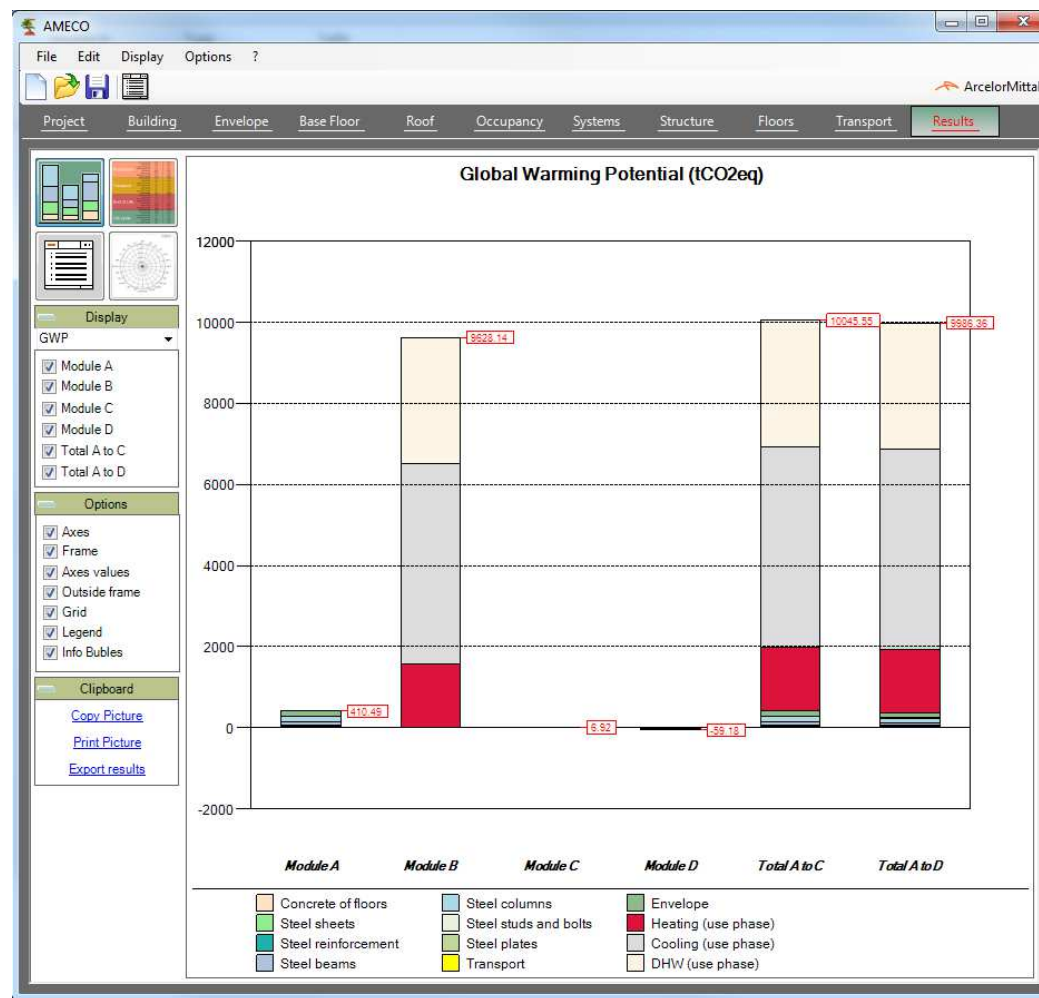 AMECO
File Edit Display Options ?
ArcelorMittal
Project Building Envelope Base Floor Roof Occupancy Systems Structure Floors Transport Results
Global Warming Potential (tCO2eq)
12000
10000
8000
6000
4000
2000
0
-2000
10045.55
9986.36
9628.14
410.49
6.92
-59.18
Display
GWP
Module A
Module B
Module C
Module D
Total A to C
Total A to D
Options
Axes
Frame
Axes values
Outside frame
Grid
Legend
Info Bubles
Clipboard
Copy Picture
Print Picture
Export results
Module A Module B Module C Module D Total A to C Total A to D
Concrete of floors Steel columns Envelope
Steel sheets Steel studs and bolts Heating (use phase)
Steel reinforcement Steel plates Cooling (use phase)
Steel beams Transport DHW (use phase)